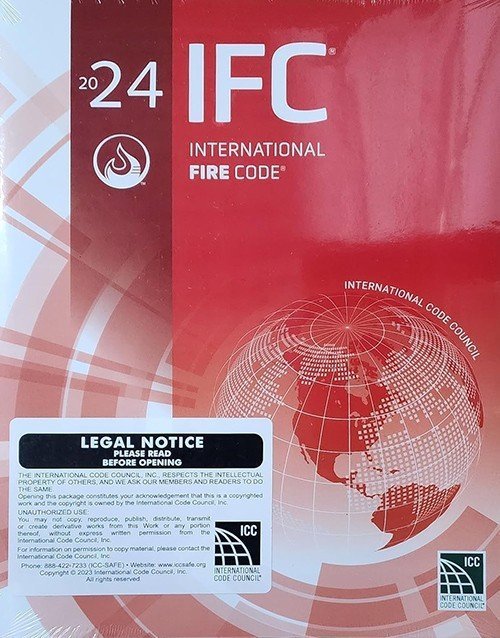 2024
IFC®
INTERNATIONAL
FIRE CODE®
TM
INTERNATIONAL CODE COUNCIL
LEGAL NOTICE
PLEASE READ
BEFORE OPENING
THE INTERNATIONAL CODE COUNCIL, INC. RESPECTS THE INTELLECTUAL
PROPERTY OF OTHERS, AND WE ASK OUR MEMBERS AND READERS TO DO
THE SAME.
Opening this package constitutes your acknowledgement that this is a copyrighted
work and the copyright is owned by the International Code Council, Inc.
UNAUTHORIZED USE
You may not copy, reproduce, publish, distribute, transmit
or create derivative works from this Work or any portion
thereof, without express written permission from the
International Code Council, Inc.
For information on permission to copy material, please contact the
International Code Council, Inc.
Phone: 888-422-7233 (ICC-SAFE) • Website: www.iccsafe.org
Copyright © 2023 International Code Council, Inc.
All rights reserved
ICC
INTERNATIONAL
CODE COUNCIL®
ICC
INTERNATIONAL
CODE COUNCIL®